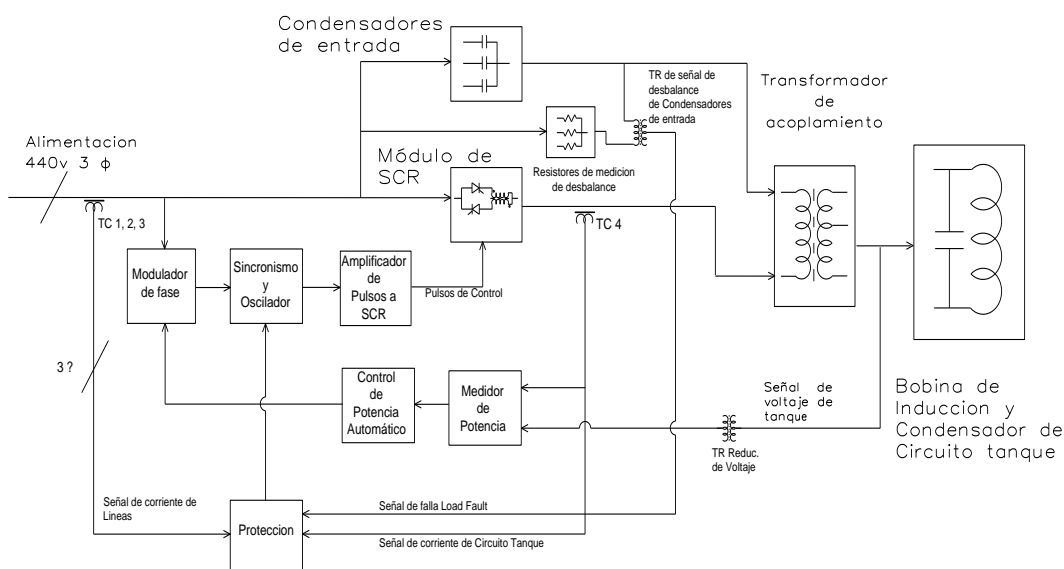 Condensadores
de entrada
TR de señal de
desbalance
de Condensadores
de entrada
Transformador
de
acoplamiento
Alimentacion
440v 3 ϕ
Módulo de
SCR
Resistores de medicion
de desbalance
TC 1, 2, 3
TC 4
Modulador
de fase
Sincronismo
y
Oscilador
Amplificador
de
Pulsos a
SCR
Pulsos de Control
3 ?
Control
de
Potencia
Automático
Medidor
de
Potencia
Señal de
voltaje de
tanque
TR Reduc.
de Voltaje
Bobina de
Induccion y
Condensador de
Circuito tanque
Señal de corriente de
Lineas
Proteccion
Señal de falla Load Fault
Señal de corriente de Circuito Tanque